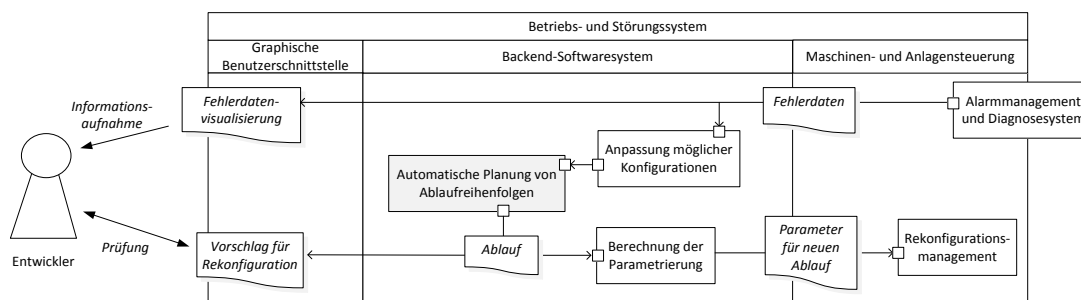 Betriebs- und Störungssystem
Graphische
Benutzerschnittstelle
Backend-Softwaresystem
Maschinen- und Anlagensteuerung
Informations-
aufnahme
Fehlerdaten-
visualisierung
Fehlerdaten
Alarmmanagement
und Diagnosesystem
Anpassung möglicher
Konfigurationen
Automatische Planung von
Ablaufreihenfolgen
Entwickler
Prüfung
Vorschlag für
Rekonfiguration
Ablauf
Berechnung der
Parametrierung
Parameter
für neuen
Ablauf
Rekonfigurations-
management